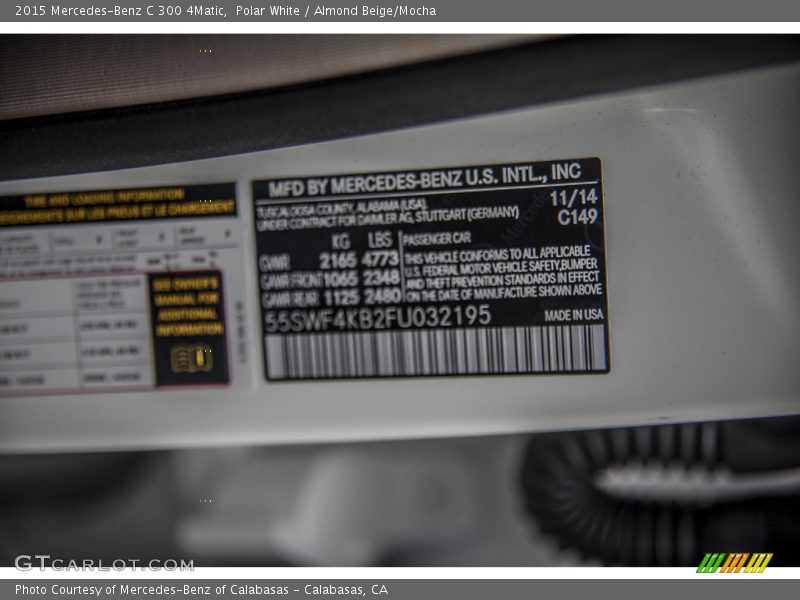 2015 Mercedes-Benz C 300 4Matic, Polar White / Almond Beige/Mocha
TIRE AND LOADING INFORMATION
SEE OWNER'S
MANUAL FOR
ADDITIONAL
INFORMATION
MFD BY MERCEDES-BENZ U.S. INTL., INC
TUSCALOOSA COUNTY, ALABAMA (USA), 11/14
UNDER CONTRACT FOR DAIMLER AG, STUTTGART (GERMANY) C149
KG LBS PASSENGER CAR
GVWR 2165 4773 THIS VEHICLE CONFORMS TO ALL APPLICABLE
U.S. FEDERAL MOTOR VEHICLE SAFETY, BUMPER
GAWR FRONT 1065 2348 AND THEFT PREVENTION STANDARDS IN EFFECT
GAWR REAR 1125 2480 ON THE DATE OF MANUFACTURE SHOWN ABOVE
55SWF4KB2FU032195 MADE IN USA
GTCARLOT.COM
Photo Courtesy of Mercedes-Benz of Calabasas - Calabasas, CA